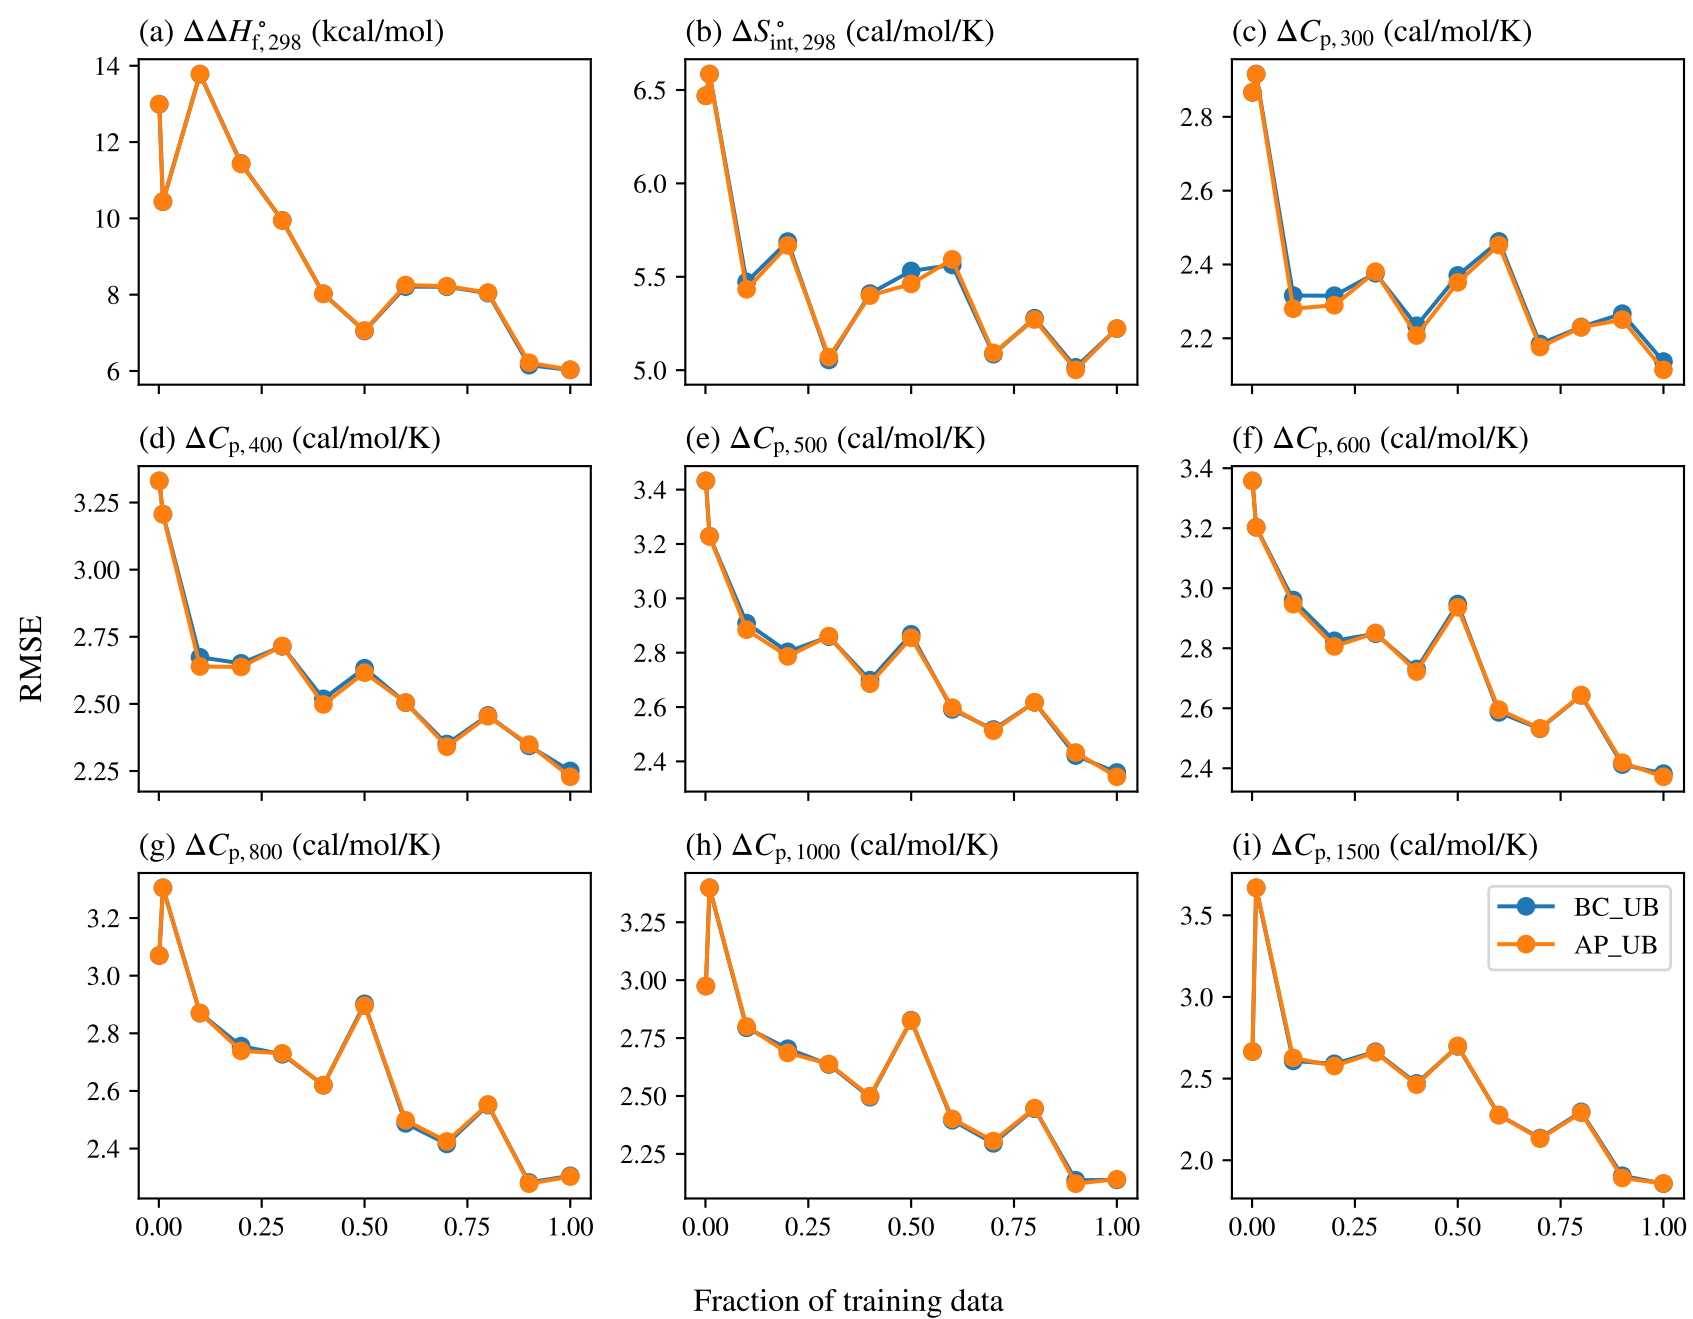 (a) ΔΔH°f, 298 (kcal/mol)
(b) ΔS°int, 298 (cal/mol/K)
(c) ΔCp, 300 (cal/mol/K)
14
12
10
8
6
6.5
6.0
5.5
5.0
2.8
2.6
2.4
2.2
(d) ΔCp, 400 (cal/mol/K)
(e) ΔCp, 500 (cal/mol/K)
(f) ΔCp, 600 (cal/mol/K)
RMSE
3.25
3.00
2.75
2.50
2.25
3.4
3.2
3.0
2.8
2.6
2.4
3.4
3.2
3.0
2.8
2.6
2.4
(g) ΔCp, 800 (cal/mol/K)
(h) ΔCp, 1000 (cal/mol/K)
(i) ΔCp, 1500 (cal/mol/K)
3.2
3.0
2.8
2.6
2.4
3.25
3.00
2.75
2.50
2.25
3.5
3.0
2.5
2.0
BC_UB
AP_UB
0.00 0.25 0.50 0.75 1.00
0.00 0.25 0.50 0.75 1.00
0.00 0.25 0.50 0.75 1.00
Fraction of training data